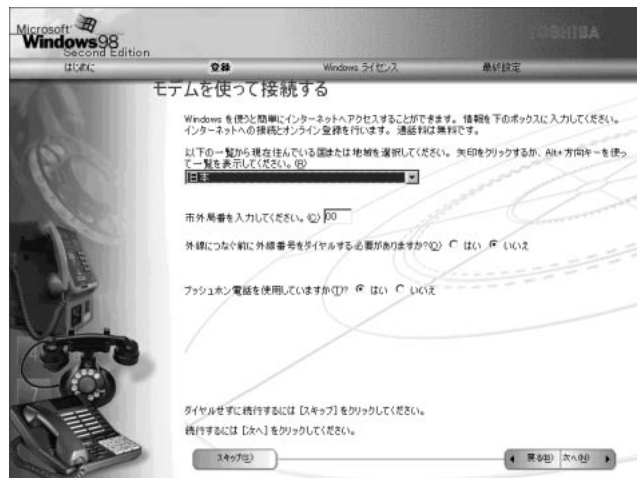 Microsoft
Windows98
Second Edition
TOSHIBA
はじめに 登録 Windows ライセンス 最終設定
モデムを使って接続する
Windows を使うと簡単にインターネットへアクセスすることができます。 情報を下のボックスに入力してください。
インターネットへの接続とオンライン登録を行います。 通話料は無料です。
以下の一覧から現在住んでいる国または地域を選択してください。 矢印をクリックするか、Alt+方向キーを使っ
て一覧を表示してください。(R)
日本
市外局番を入力してください。(C) 00
外線につなぐ前に外線番号をダイヤルする必要がありますか?(O) はい いいえ
プッシュホン電話を使用していますか(T)? はい いいえ
ダイヤルせずに続行するには [スキップ] をクリックしてください。
続行するには [次へ] をクリックしてください。
スキップ(S) 戻る(B) 次へ(N)